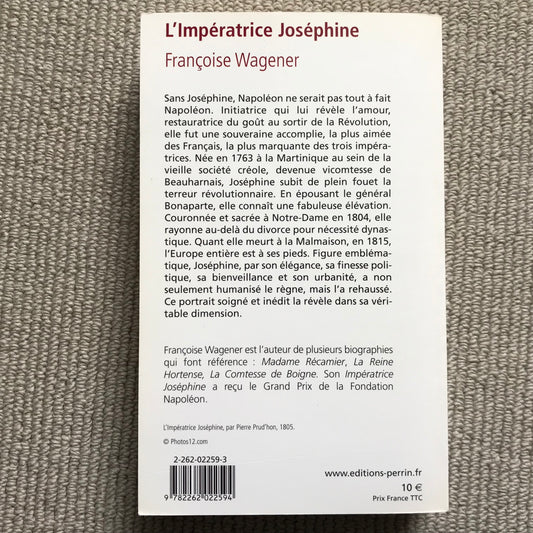 L'Impératrice Joséphine
Françoise Wagener
Sans Joséphine, Napoléon ne serait pas tout à fait
Napoléon. Initiatrice qui lui révèle l'amour,
restauratrice du goût au sortir de la Révolution,
elle fut une souveraine accomplie, la plus aimée
des Français, la plus marquante des trois impéra-
trices. Née en 1763 à la Martinique au sein de la
vieille société créole, devenue vicomtesse de
Beauharnais, Joséphine subit de plein fouet la
terreur révolutionnaire. En épousant le général
Bonaparte, elle connaît une fabuleuse élévation.
Couronnée et sacrée à Notre-Dame en 1804, elle
rayonne au-delà du divorce pour nécessité dynas-
tique. Quant elle meurt à la Malmaison, en 1815,
l'Europe entière est à ses pieds. Figure embléma-
tique, Joséphine, par son élégance, sa finesse poli-
tique, sa bienveillance et son urbanité, a non
seulement humanisé le règne, mais l'a rehaussé.
Ce portrait soigné et inédit la révèle dans sa véri-
table dimension.
Françoise Wagener est l'auteur de plusieurs biographies
qui font référence : Madame Récamier, La Reine
Hortense, La Comtesse de Boigne. Son Impératrice
Joséphine a reçu le Grand Prix de la Fondation
Napoléon.
L'Impératrice Joséphine, par Pierre Prud'hon, 1805.
© Photos12.com
2-262-02259-3
9 782262 022594
www.editions-perrin.fr
10 €
Prix France TTC